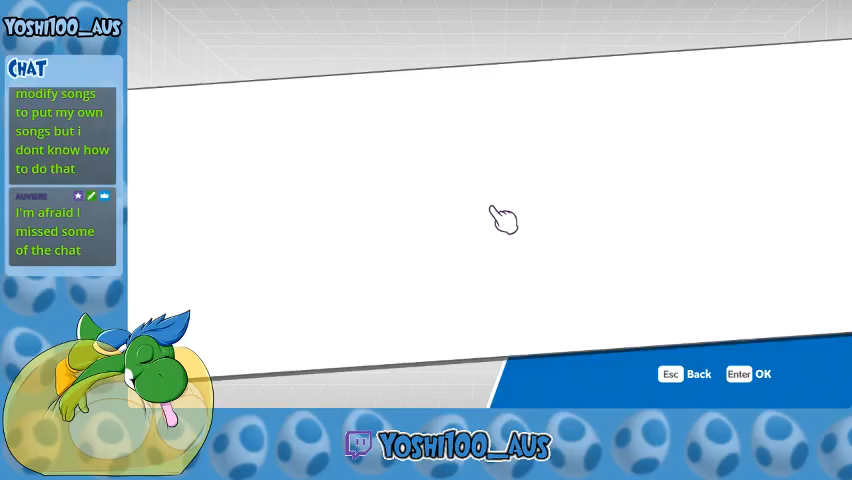 YOSHI100_AUS
CHAT
modify songs
to put my own
songs but i
dont know how
to do that
AUVIERE
I'm afraid I
missed some
of the chat
Esc Back Enter OK
YOSHI100_AUS